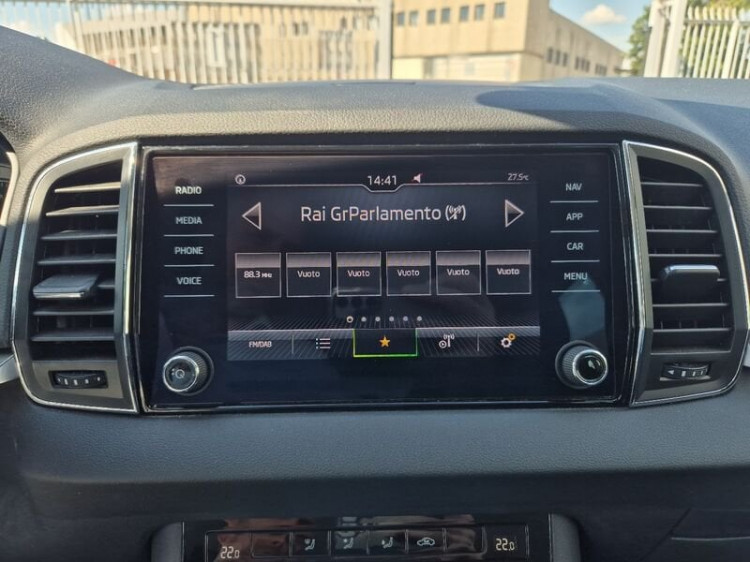 14:41 27.5°C
RADIO
MEDIA
PHONE
VOICE
Rai GrParlamento
88.3 MHz Vuoto Vuoto Vuoto Vuoto Vuoto
FM/DAB
NAV
APP
CAR
MENU
22.0 22.0